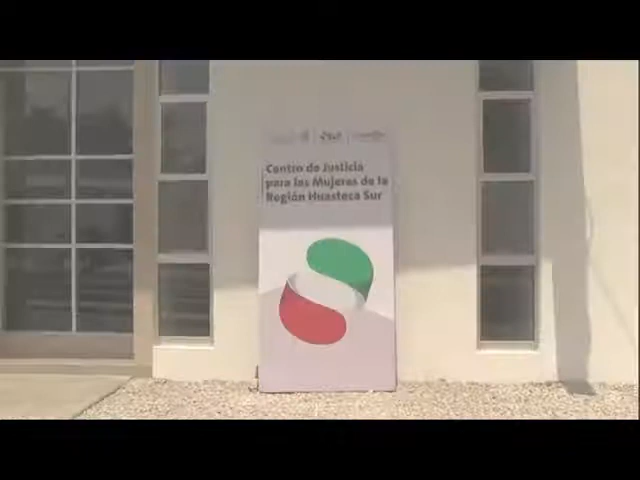 Centro de Justicia
para las Mujeres de la
Región Huasteca Sur